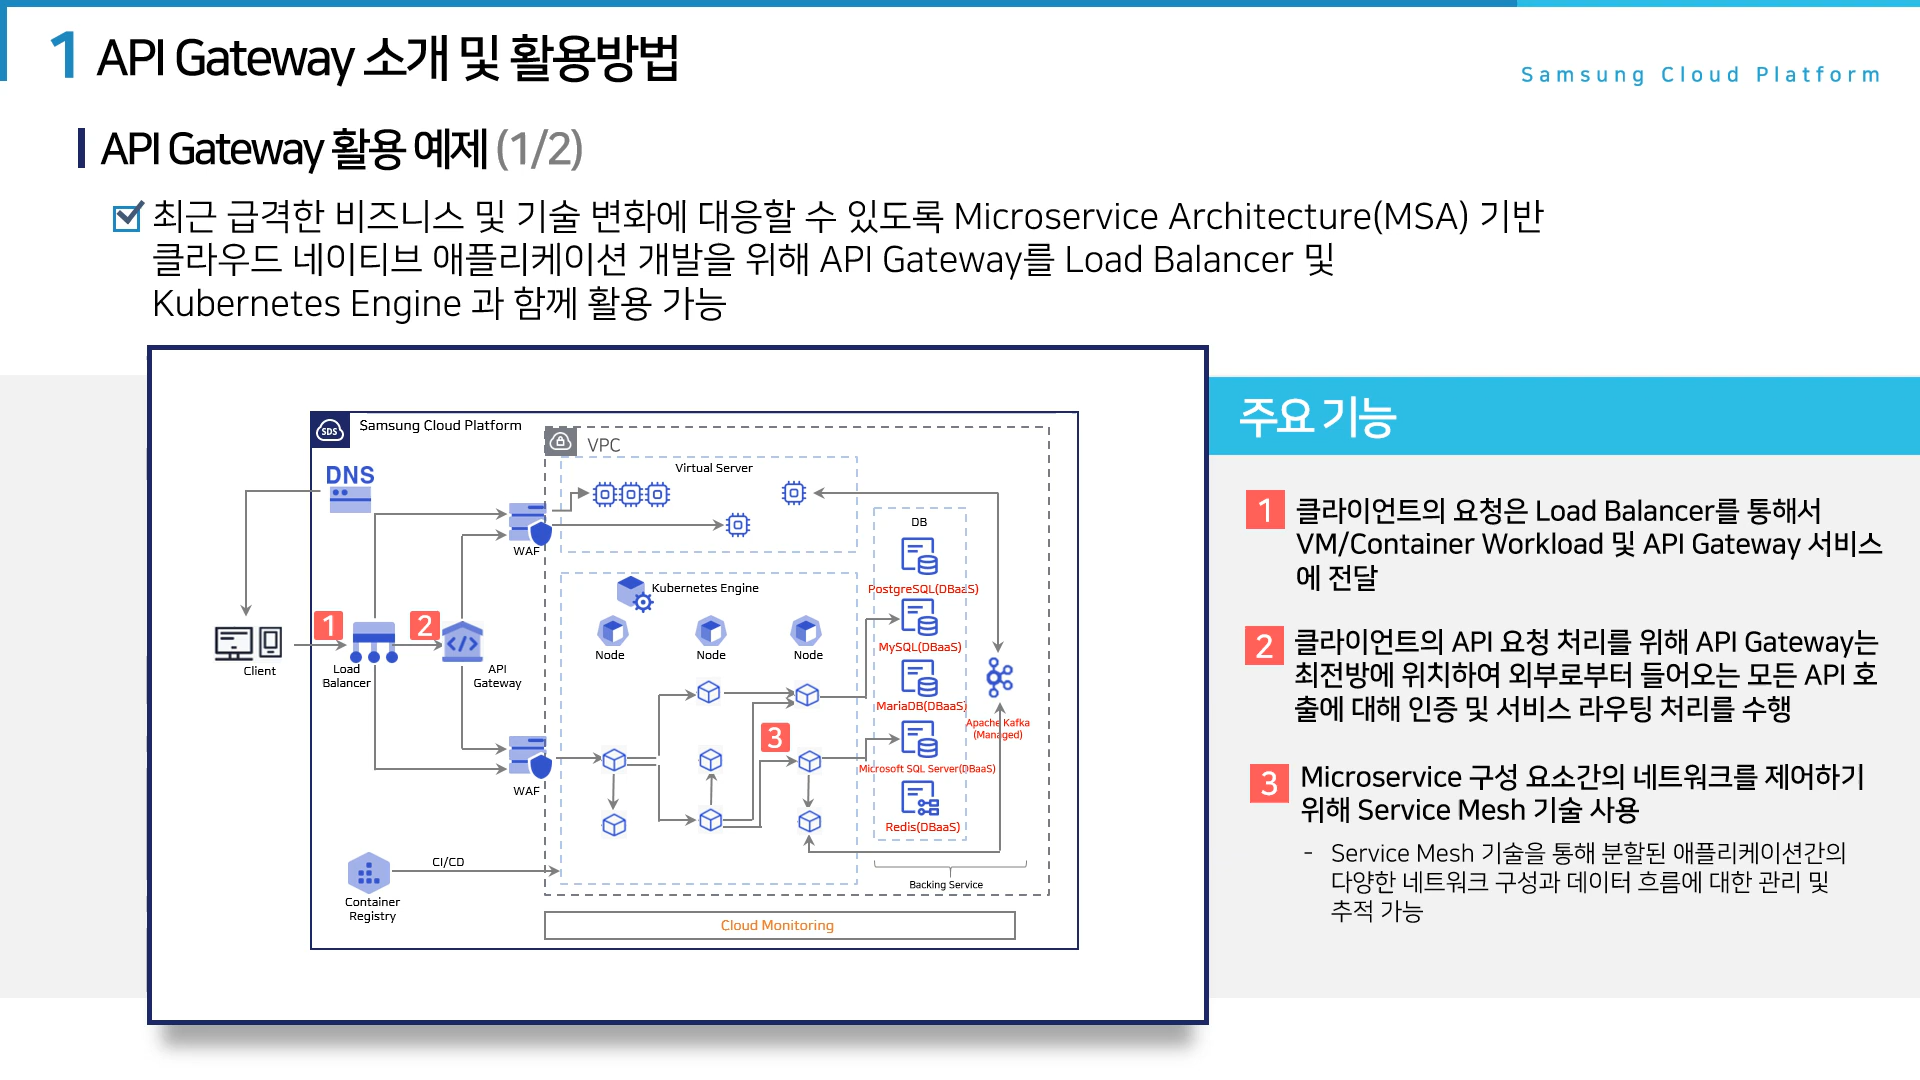 1 API Gateway 소개 및 활용방법
Samsung Cloud Platform
API Gateway 활용 예제 (1/2)
최근 급격한 비즈니스 및 기술 변화에 대응할 수 있도록 Microservice Architecture(MSA) 기반
클라우드 네이티브 애플리케이션 개발을 위해 API Gateway를 Load Balancer 및
Kubernetes Engine 과 함께 활용 가능
SDS
Samsung Cloud Platform
VPC
DNS
Virtual Server
WAF
DB
PostgreSQL(DBaaS)
Kubernetes Engine
Node
Node
Node
1
2
Client
Load
Balancer
API
Gateway
MySQL(DBaaS)
MariaDB(DBaaS)
Apache Kafka
(Managed)
3
Microsoft SQL Server(DBaaS)
WAF
Redis(DBaaS)
CI/CD
Backing Service
Container
Registry
Cloud Monitoring
주요 기능
1 클라이언트의 요청은 Load Balancer를 통해서
VM/Container Workload 및 API Gateway 서비스
에 전달
2 클라이언트의 API 요청 처리를 위해 API Gateway는
최전방에 위치하여 외부로부터 들어오는 모든 API 호
출에 대해 인증 및 서비스 라우팅 처리를 수행
3 Microservice 구성 요소간의 네트워크를 제어하기
위해 Service Mesh 기술 사용
- Service Mesh 기술을 통해 분할된 애플리케이션간의
다양한 네트워크 구성과 데이터 흐름에 대한 관리 및
추적 가능